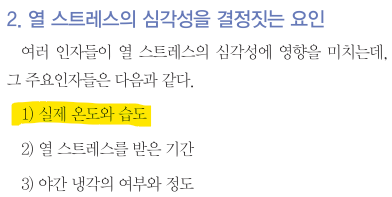 2. 열 스트레스의 심각성을 결정짓는 요인
여러 인자들이 열 스트레스의 심각성에 영향을 미치는데,
그 주요인자들은 다음과 같다.
1) 실제 온도와 습도
2) 열 스트레스를 받은 기간
3) 야간 냉각의 여부와 정도